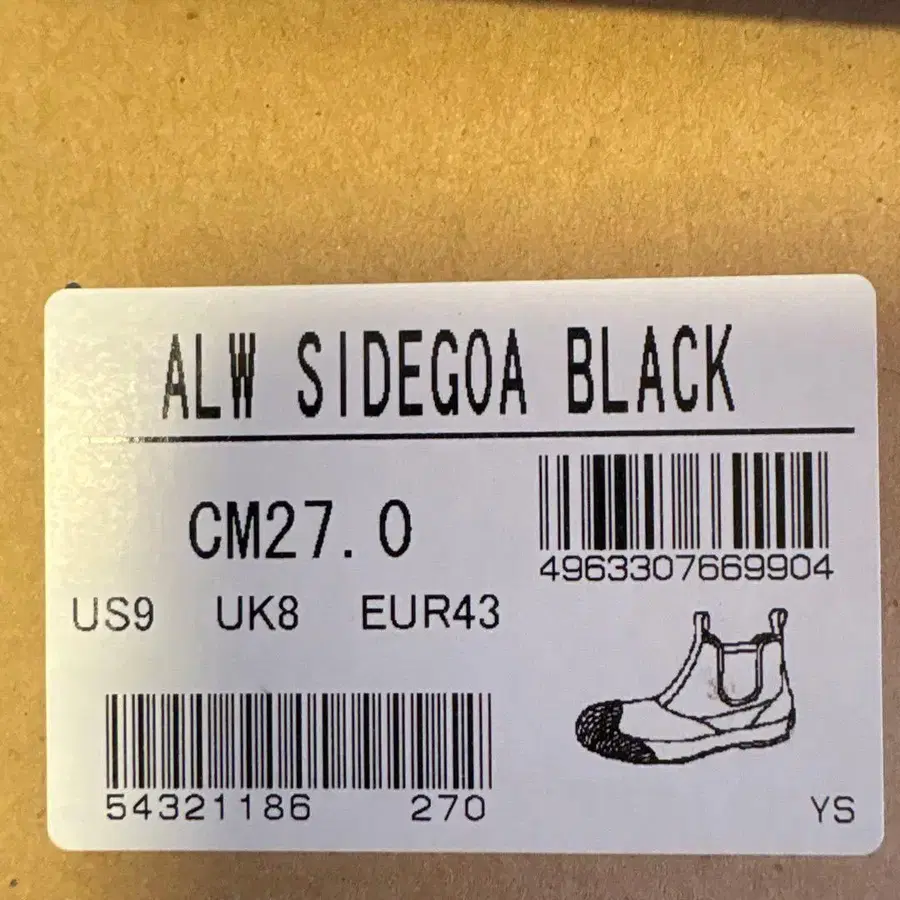 ALW SIDEGOA BLACK
CM27.0
4963307669904
US9 UK8 EUR43
54321186 270
YS